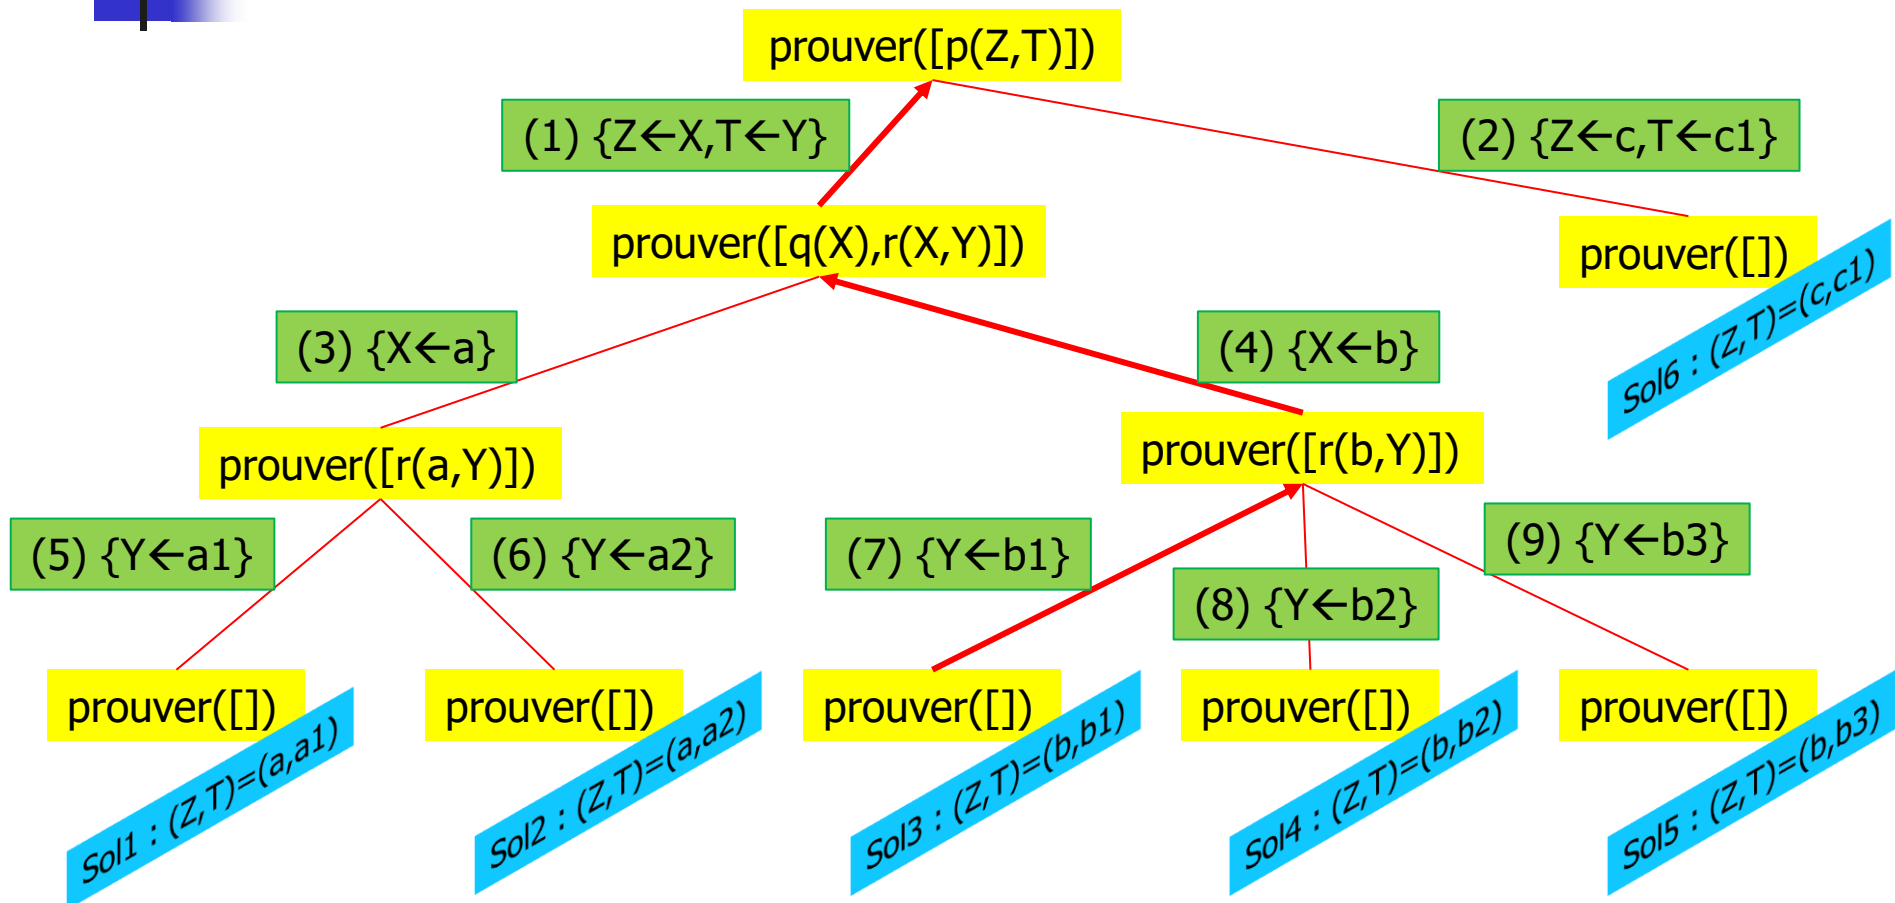 prouver([p(Z,T)])
(1) {Z←X,T←Y}
(2) {Z←c,T←c1}
prouver([q(X),r(X,Y)])
prouver([])
Sol6 : (Z,T)=(c,c1)
(3) {X←a}
(4) {X←b}
prouver([r(a,Y)])
prouver([r(b,Y)])
(5) {Y←a1}
(6) {Y←a2}
(7) {Y←b1}
(8) {Y←b2}
(9) {Y←b3}
prouver([])
prouver([])
prouver([])
prouver([])
prouver([])
Sol1 : (Z,T)=(a,a1)
Sol2 : (Z,T)=(a,a2)
Sol3 : (Z,T)=(b,b1)
Sol4 : (Z,T)=(b,b2)
Sol5 : (Z,T)=(b,b3)